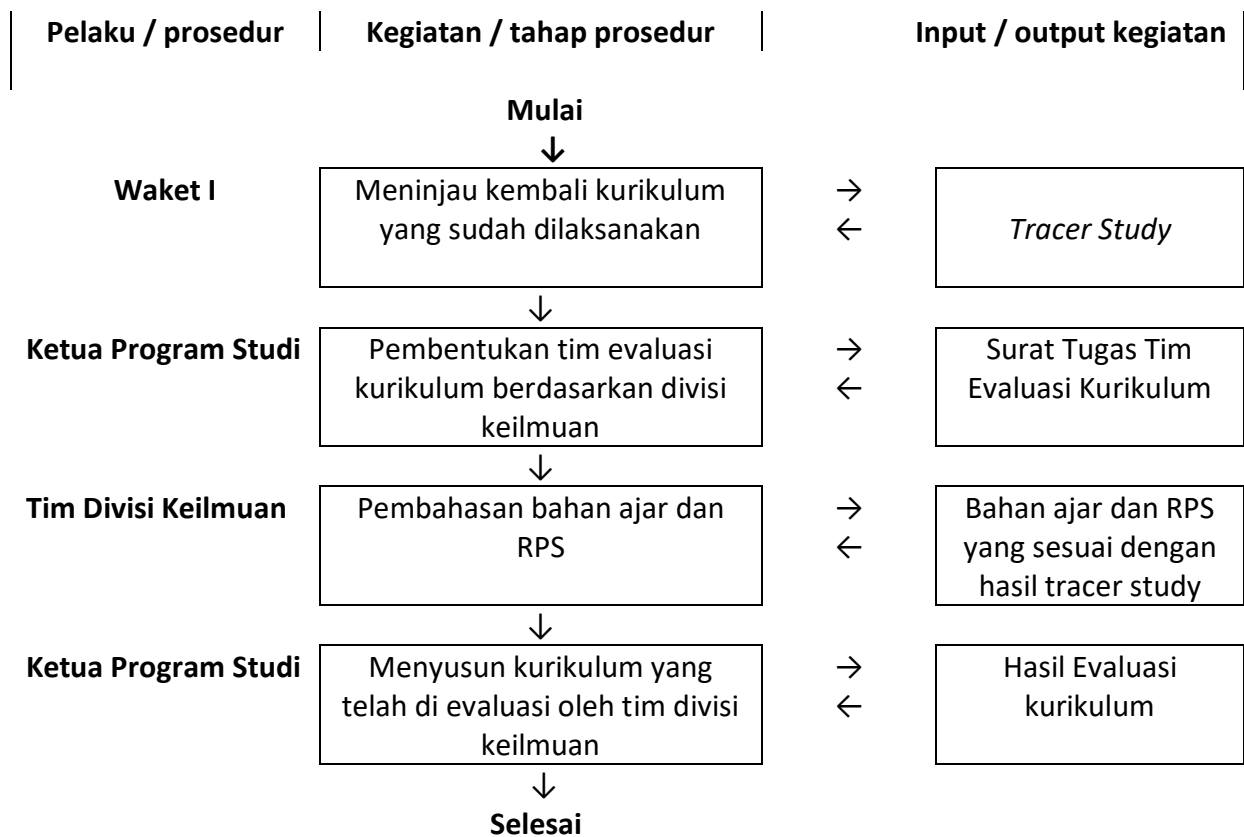 Pelaku / prosedur Kegiatan / tahap prosedur Input / output kegiatan
Mulai
↓
Waket I Meninjau kembali kurikulum →
yang sudah dilaksanakan ← Tracer Study
↓
Ketua Program Studi Pembentukan tim evaluasi → Surat Tugas Tim
kurikulum berdasarkan divisi ← Evaluasi Kurikulum
keilmuan
↓
Tim Divisi Keilmuan Pembahasan bahan ajar dan → Bahan ajar dan RPS
RPS ← yang sesuai dengan
hasil tracer study
↓
Ketua Program Studi Menyusun kurikulum yang → Hasil Evaluasi
telah di evaluasi oleh tim divisi ← kurikulum
keilmuan
↓
Selesai